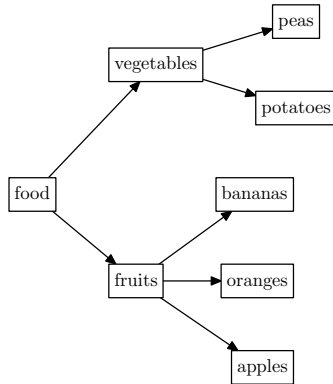 peas
vegetables
potatoes
food
bananas
fruits
oranges
apples